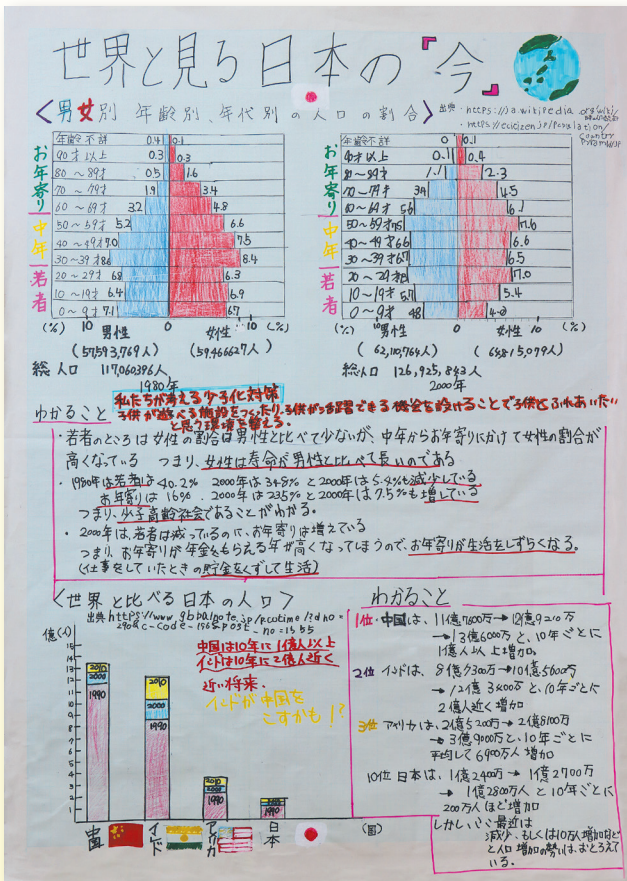 世界と見る日本の『今』
<男女別 年齢別、年代別の人口の割合>
出典・https://ja.wikipedia.org/wiki/
お年寄り|中年|若者
年齢不詳 0.4 0.1
90才以上 0.3 0.3
80〜89才 0.5 1.6
70〜79才 1.9 3.4
60〜69才 3.2 4.8
50〜59才 5.2 6.6
40〜49才 7.0 7.5
30〜39才 8.6 8.4
20〜29才 6.8 6.3
10〜19才 6.4 6.9
0〜9才 7.1 6.7
(%) 10 男性 0 女性 10 (%)
(57,593,769人) (59,466,627人)
総人口 117,060,396人
1980年
お年寄り|中年|若者
年齢不詳 0 0.1
90才以上 0.1 0.4
80〜89才 1.1 2.3
70〜79才 4.5
60〜69才 5.6 6.1
50〜59才 7.6
40〜49才 6.6 6.6
30〜39才 6.7 6.5
20〜29才 7.0
10〜19才 5.7 5.4
0〜9才 4.8
(%) 10 男性 0 女性 10 (%)
総人口 126,925,843人
2000年
私たちが考える少子化対策
子供が遊べる施設をつくったり、子供が活躍できる機会を設けることで子供とふれあいたい
と思う環境を整える。
わかること
・若者のところは女性の割合は男性と比べて少ないが、中年からお年寄りにかけて女性の割合が
高くなっている つまり、女性は寿命が男性と比べて長いのである
・1980年は若者は40.2% 2000年は34.8%と2000年は5.4%も減少している
お年寄りは16% 2000年は23.5%と2000年は7.5%も増している
つまり、少子高齢社会であることがわかる。
・2000年は、若者は減っているのに、お年寄りは増えている
つまり、お年寄りが年金をもらえる年が高くなってしまうので、お年寄りが生活をしずらくなる。
(仕事をしていたときの貯金をくずして生活)
<世界と比べる日本の人口>
中国は10年に1億人以上
インドは10年に2億人近く
近い将来、
インドが中国を
こすかも!?
億(人)
15
14
13
12
11
10
9
8
7
6
5
4
3
2
1
2010 2000 1990
2010 2000 1990
2010 2000 1990
2010 1990
中国 インド アメリカ 日本 (国)
わかること
1位・中国は、11億7600万→12億9210万
→13億6000万と、10年ごとに
1億人以上増加。
2位 インドは、8億7300万→10億5600万
→12億3400万と、10年ごとに
2億人近く増加
3位 アメリカは、2億5200万→2億8100万
→3億9000万と、10年ごとに
平均して6900万人増加
10位 日本は、1億2400万→1億2700万
→1億2800万人と10年ごとに
200万人ほど増加
しかし、ここ最近は
減少、もしくは10万人増加など
と人口増加の勢いは、おとろえて
いる。